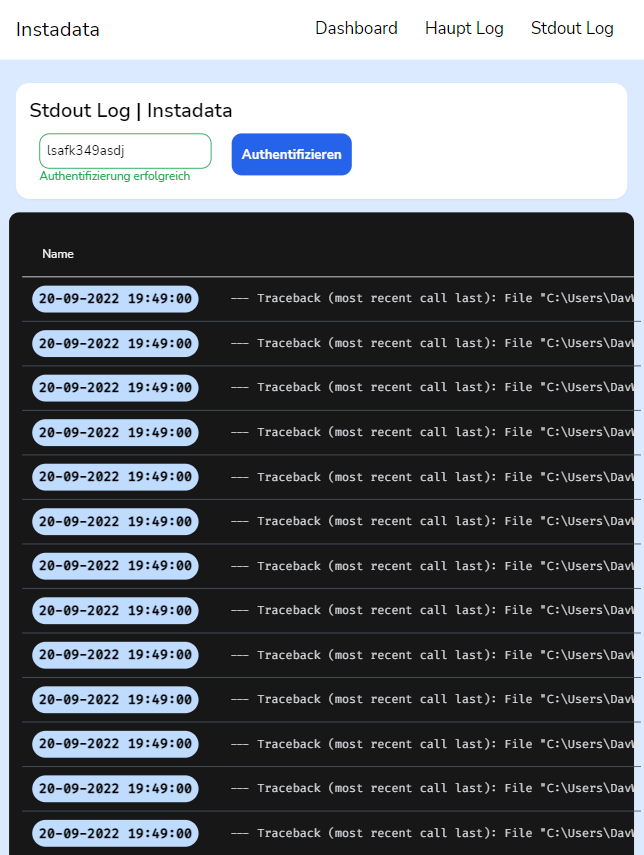 Instadata Dashboard Haupt Log Stdout Log
Stdout Log | Instadata
lsafk349asdj Authentifizieren
Authentifizierung erfolgreich
Name
20-09-2022 19:49:00 --- Traceback (most recent call last): File "C:\Users\DavW
20-09-2022 19:49:00 --- Traceback (most recent call last): File "C:\Users\DavW
20-09-2022 19:49:00 --- Traceback (most recent call last): File "C:\Users\DavW
20-09-2022 19:49:00 --- Traceback (most recent call last): File "C:\Users\DavW
20-09-2022 19:49:00 --- Traceback (most recent call last): File "C:\Users\DavW
20-09-2022 19:49:00 --- Traceback (most recent call last): File "C:\Users\DavW
20-09-2022 19:49:00 --- Traceback (most recent call last): File "C:\Users\DavW
20-09-2022 19:49:00 --- Traceback (most recent call last): File "C:\Users\DavW
20-09-2022 19:49:00 --- Traceback (most recent call last): File "C:\Users\DavW
20-09-2022 19:49:00 --- Traceback (most recent call last): File "C:\Users\DavW
20-09-2022 19:49:00 --- Traceback (most recent call last): File "C:\Users\DavW
20-09-2022 19:49:00 --- Traceback (most recent call last): File "C:\Users\DavW
20-09-2022 19:49:00 --- Traceback (most recent call last): File "C:\Users\DavW